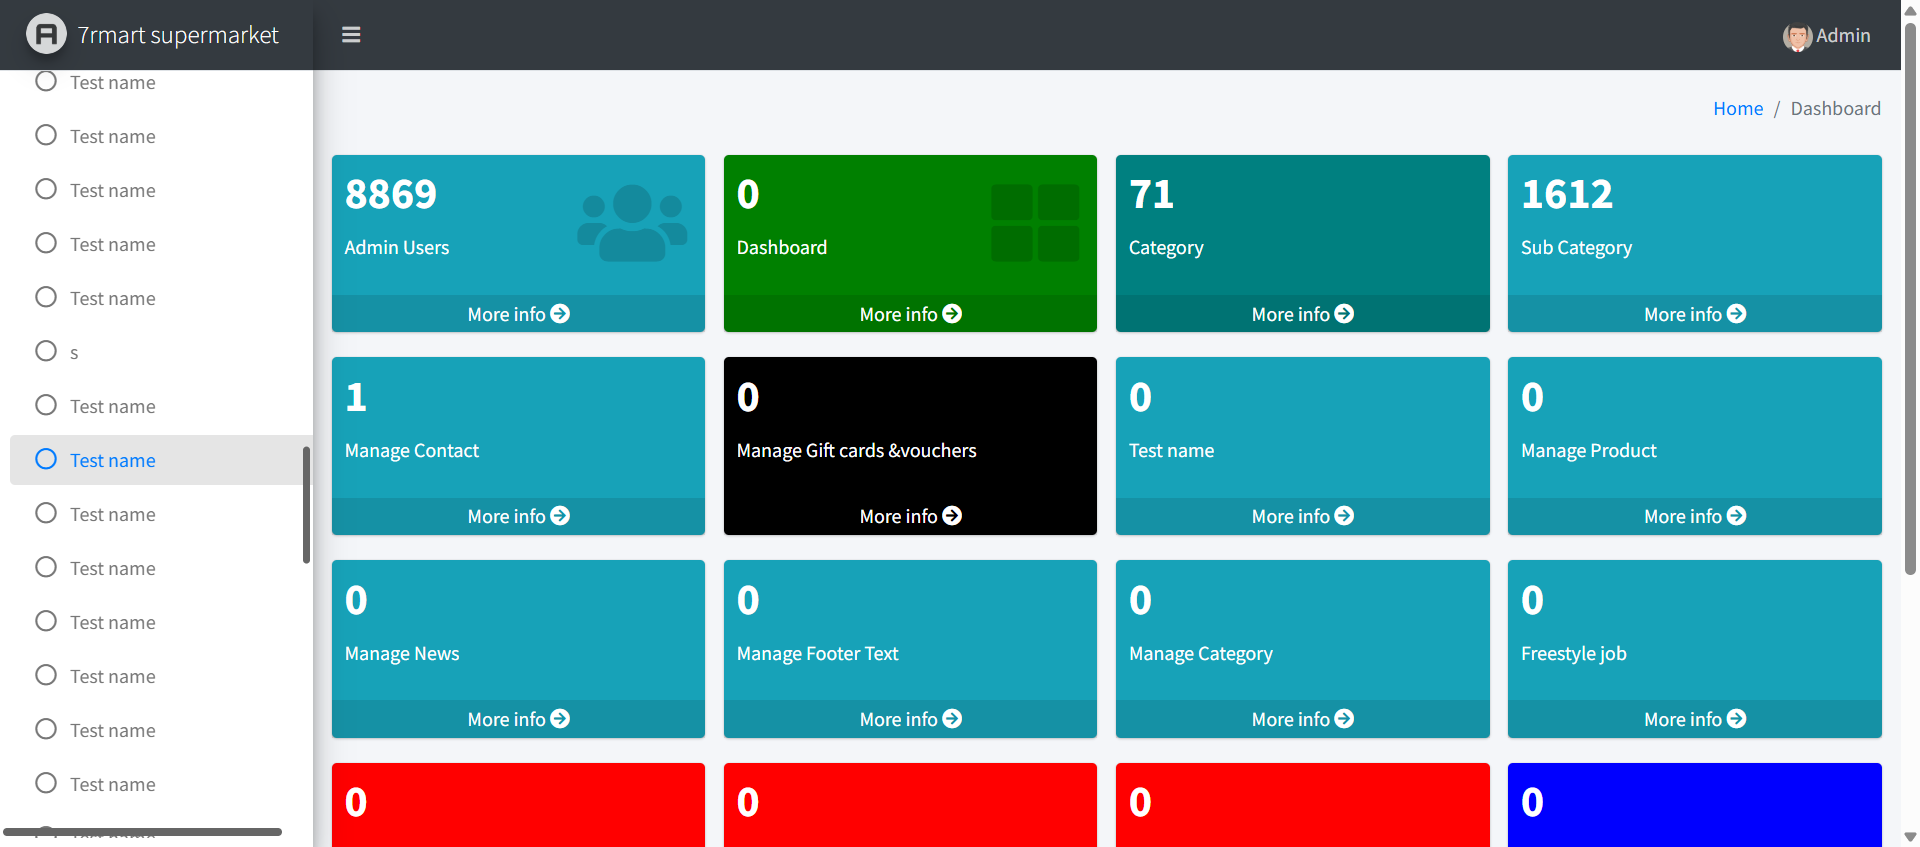 7rmart supermarket
Admin
Test name
Test name
Test name
Test name
Test name
s
Test name
Test name
Test name
Test name
Test name
Test name
Test name
Test name
Test name
Home / Dashboard
8869
Admin Users
More info
0
Dashboard
More info
71
Category
More info
1612
Sub Category
More info
1
Manage Contact
More info
0
Manage Gift cards &vouchers
More info
0
Test name
More info
0
Manage Product
More info
0
Manage News
More info
0
Manage Footer Text
More info
0
Manage Category
More info
0
Freestyle job
More info
0
0
0
0